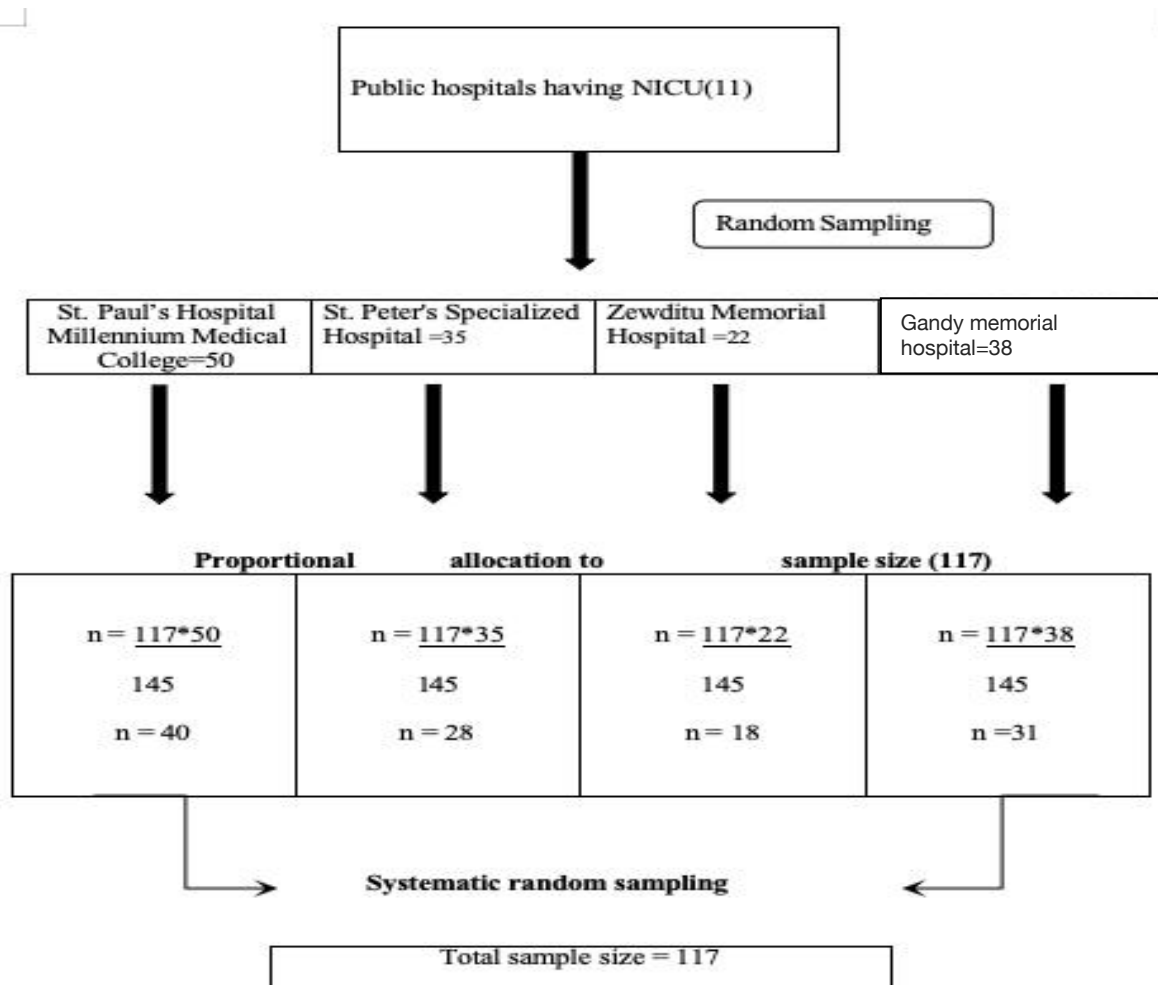 Public hospitals having NICU(11)
Random Sampling
St. Paul's Hospital
Millennium Medical
College=50
St. Peter's Specialized
Hospital =35
Zewditu Memorial
Hospital =22
Gandy memorial
hospital=38
Proportional allocation to sample size (117)
n = 117*50
145
n = 40
n = 117*35
145
n = 28
n = 117*22
145
n = 18
n = 117*38
145
n =31
Systematic random sampling
Total sample size = 117